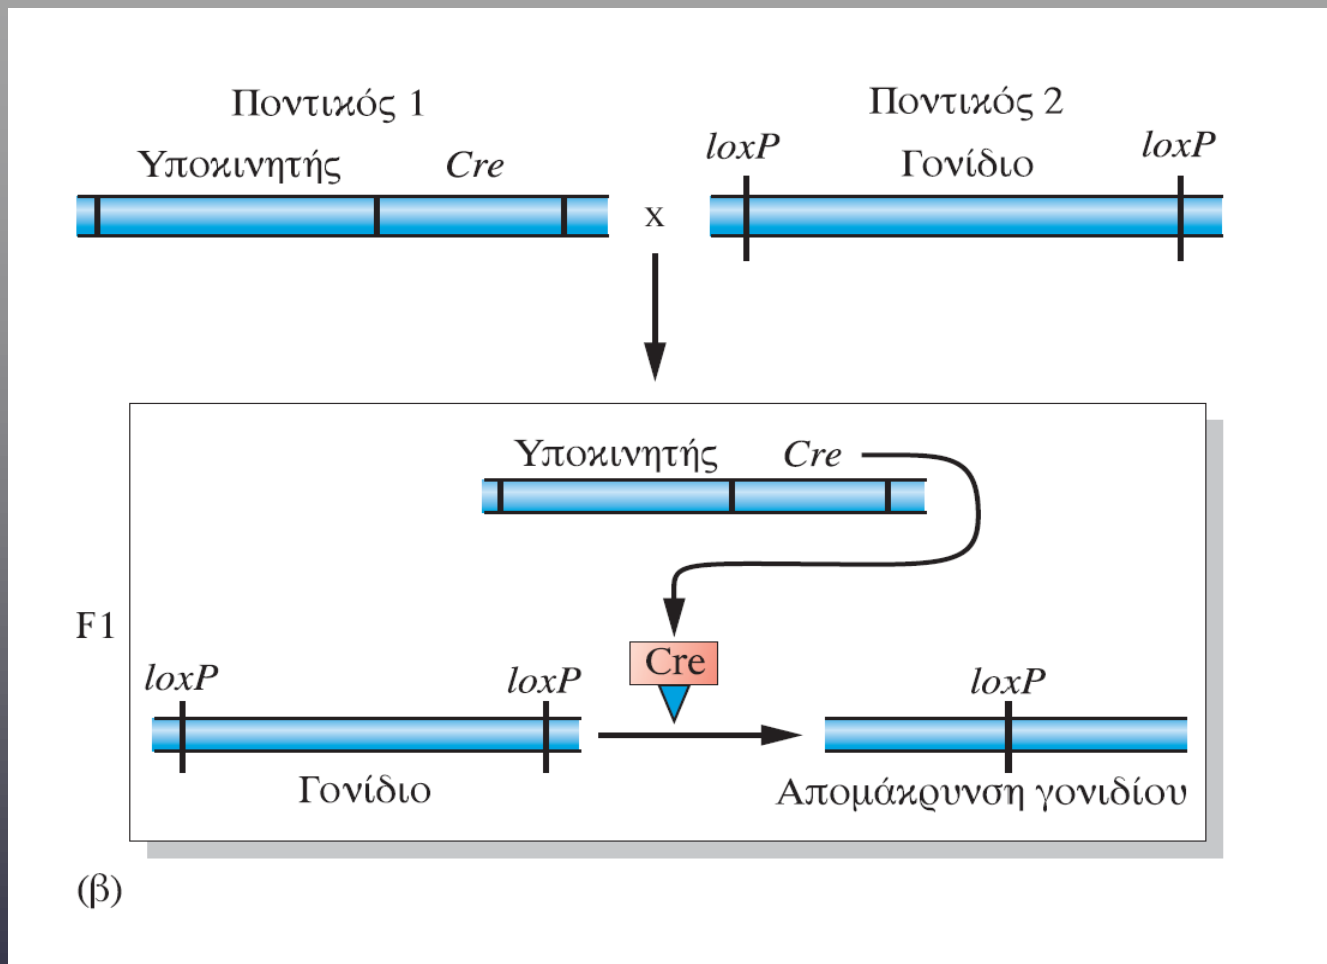 Ποντικός 1
Ποντικός 2
Υποκινητής Cre
loxP Γονίδιο loxP
x
Υποκινητής Cre
F1
Cre
loxP loxP
loxP
Γονίδιο
Απομάκρυνση γονιδίου
(β)